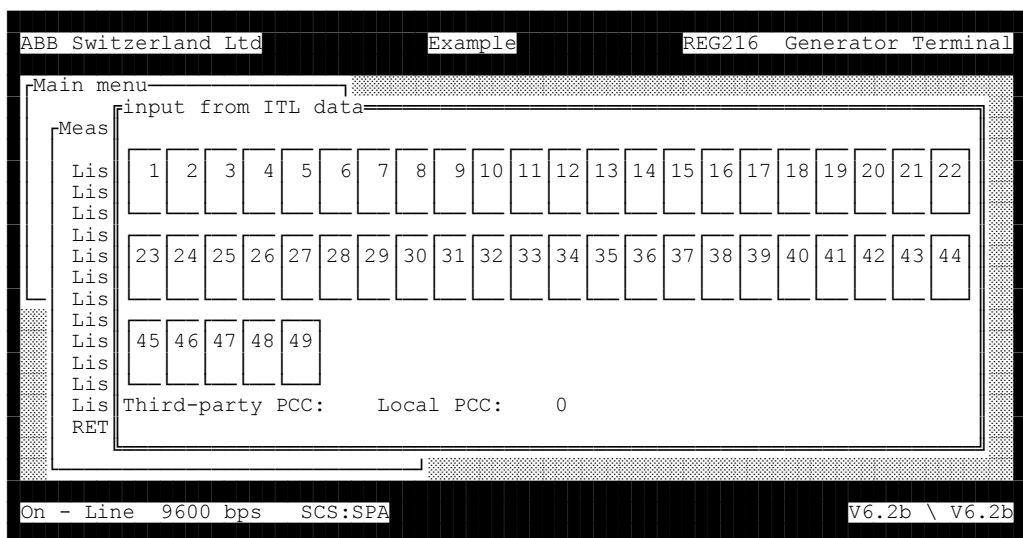 ABB Switzerland Ltd Example REG216 Generator Terminal
Main menu
input from ITL data
Meas
Lis 1 2 3 4 5 6 7 8 9 10 11 12 13 14 15 16 17 18 19 20 21 22
Lis
Lis
Lis
Lis 23 24 25 26 27 28 29 30 31 32 33 34 35 36 37 38 39 40 41 42 43 44
Lis
Lis
Lis
Lis 45 46 47 48 49
Lis
Lis
Lis Third-party PCC: Local PCC: 0
RET
On - Line 9600 bps SCS:SPA V6.2b \ V6.2b